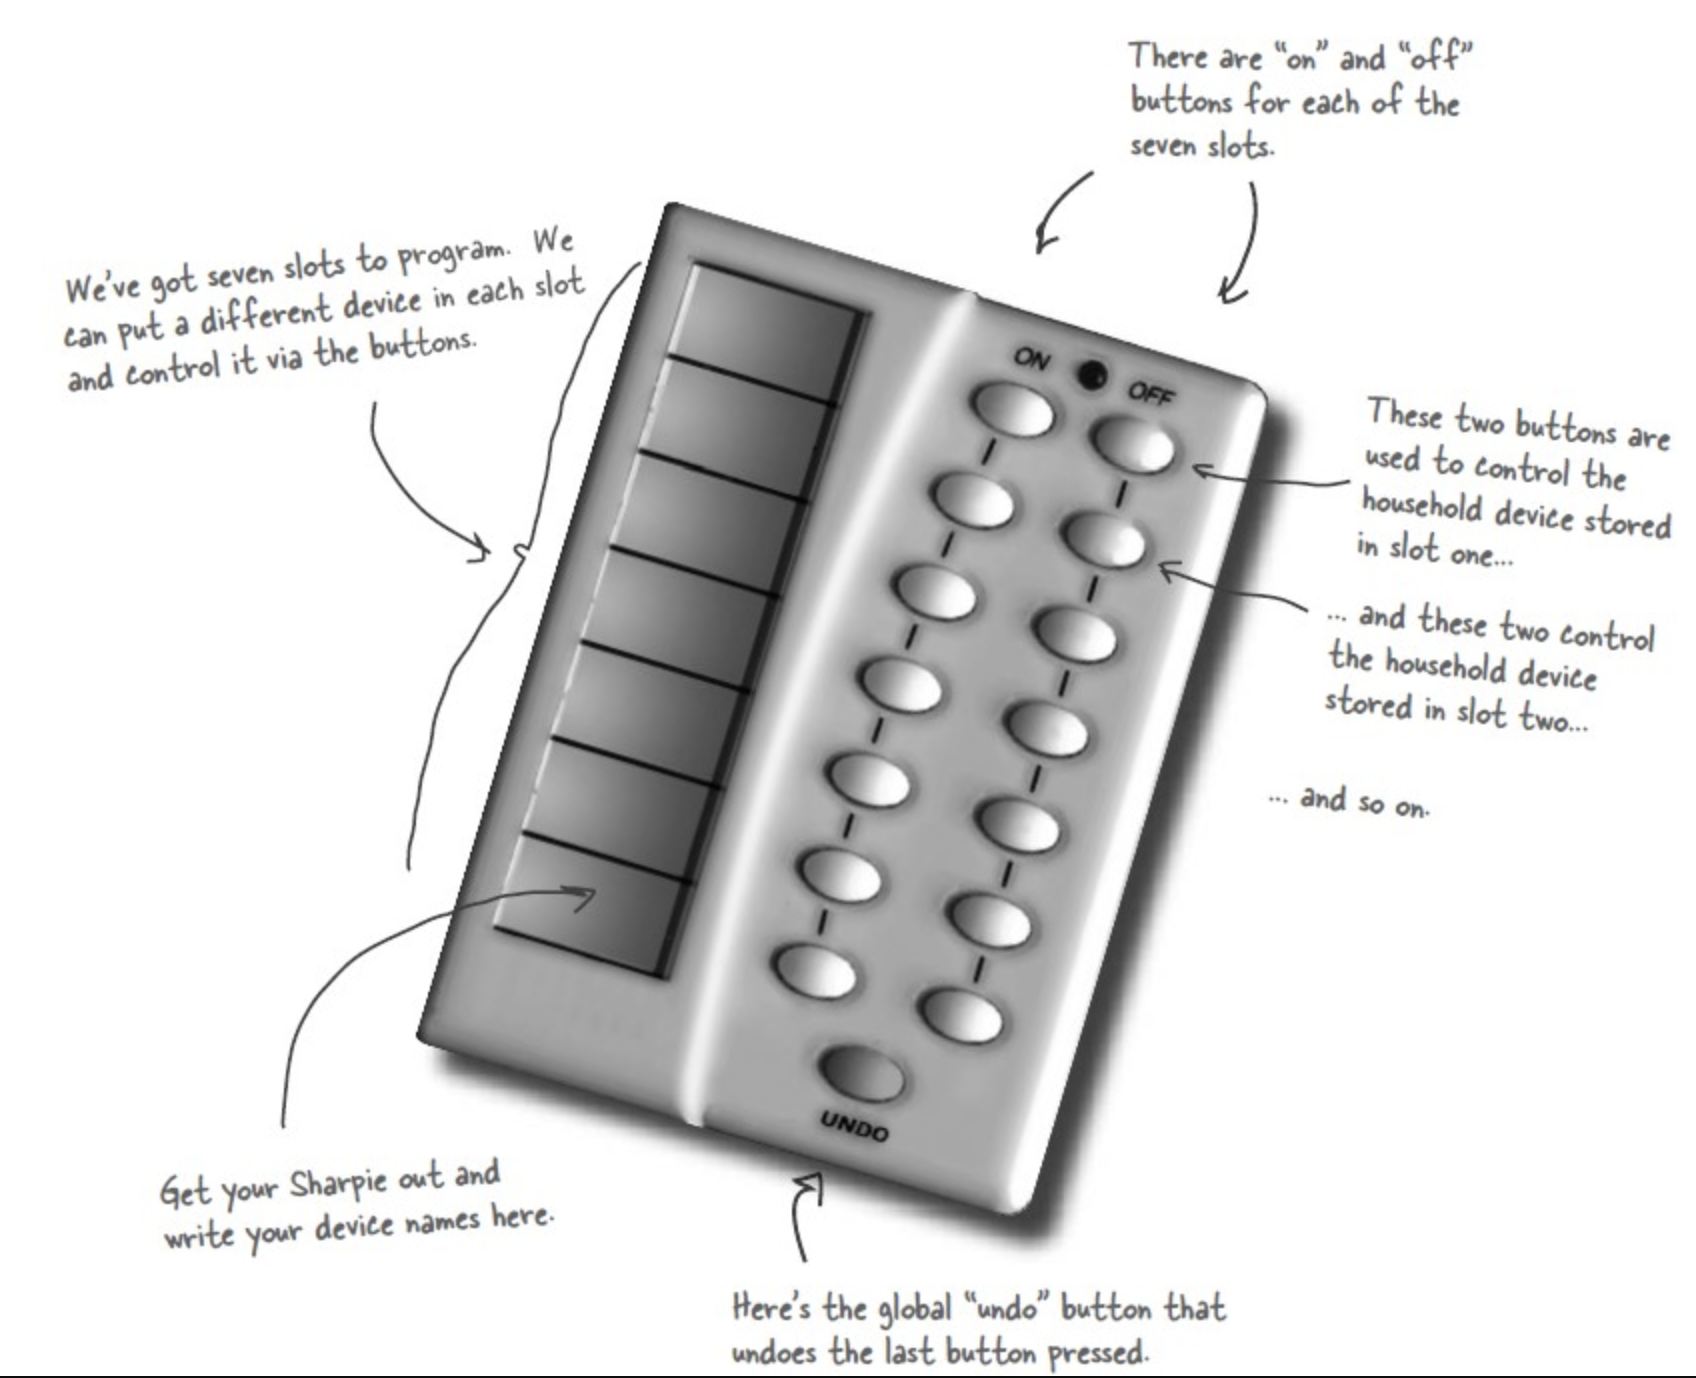 There are “on” and “off”
buttons for each of the
seven slots.
We’ve got seven slots to program. We
can put a different device in each slot
and control it via the buttons.
ON
OFF
These two buttons are
used to control the
household device stored
in slot one...
... and these two control
the household device
stored in slot two...
... and so on.
UNDO
Get your Sharpie out and
write your device names here.
Here’s the global “undo” button that
undoes the last button pressed.